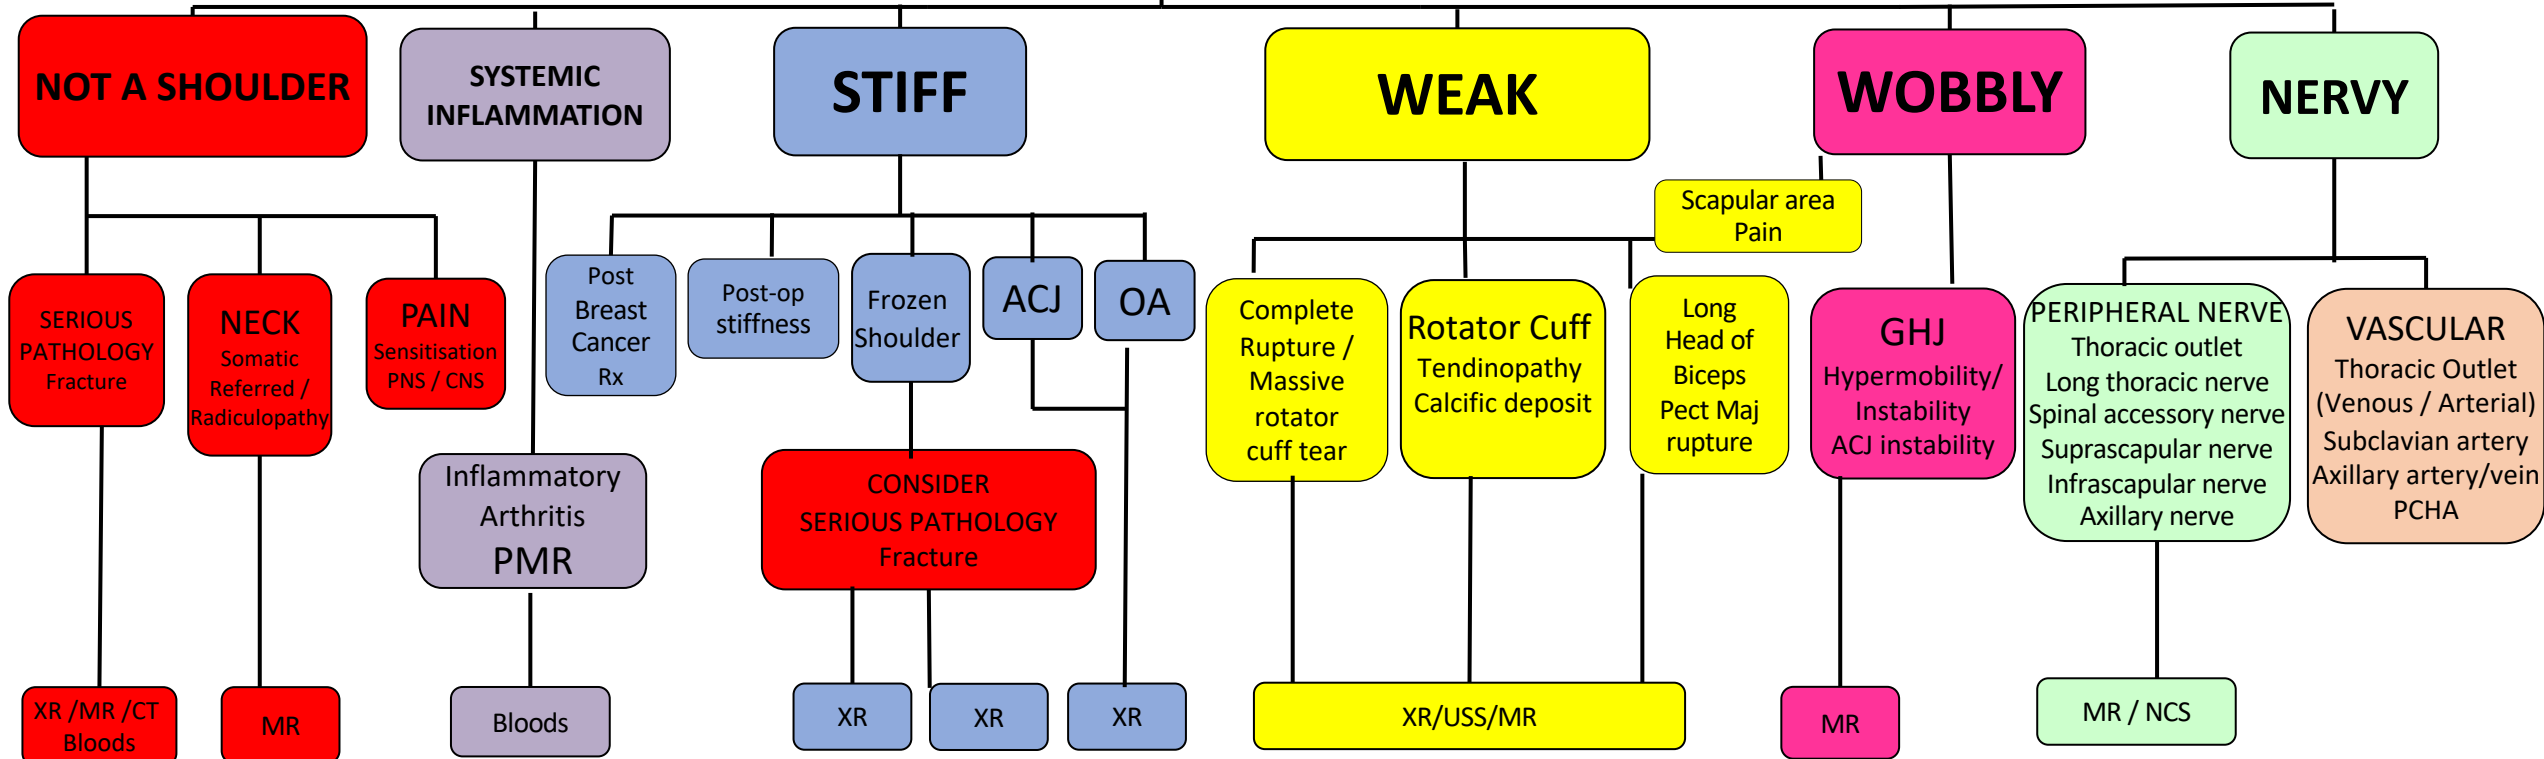 NOT A SHOULDER
SYSTEMIC
INFLAMMATION
STIFF
WEAK
WOBBLY
NERVY
Scapular area
Pain
SERIOUS
PATHOLOGY
Fracture
NECK
Somatic
Referred /
Radiculopathy
PAIN
Sensitisation
PNS / CNS
Post
Breast
Cancer
Rx
Post-op
stiffness
Frozen
Shoulder
ACJ
OA
Complete
Rupture /
Massive
rotator
cuff tear
Rotator Cuff
Tendinopathy
Calcific deposit
Long
Head of
Biceps
Pect Maj
rupture
GHJ
Hypermobility/
Instability
ACJ instability
PERIPHERAL NERVE
Thoracic outlet
Long thoracic nerve
Spinal accessory nerve
Suprascapular nerve
Infrascapular nerve
Axillary nerve
VASCULAR
Thoracic Outlet
(Venous / Arterial)
Subclavian artery
Axillary artery/vein
PCHA
Inflammatory
Arthritis
PMR
CONSIDER
SERIOUS PATHOLOGY
Fracture
XR /MR /CT
Bloods
MR
Bloods
XR
XR
XR
XR/USS/MR
MR
MR / NCS